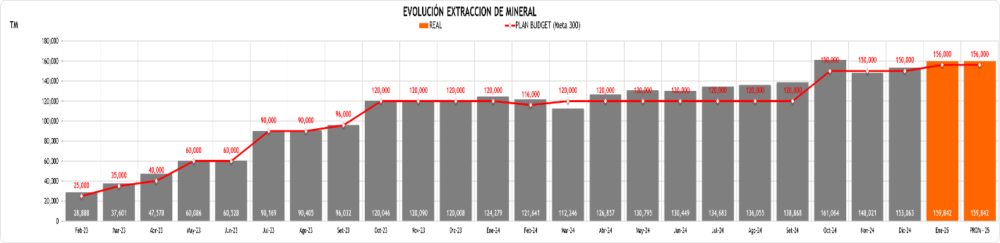 EVOLUCIÓN EXTRACCION DE MINERAL
TM
REAL
PLAN BUDGET (Meta 300)
180,000
160,000
140,000
120,000
100,000
80,000
60,000
40,000
20,000
0
25,000 35,000 40,000 60,000 60,000 90,000 90,000 96,000 120,000 120,000 120,000 120,000 116,000 120,000 120,000 120,000 120,000 120,000 120,000 120,000 150,000 150,000 150,000 156,000 156,000
28,888 37,601 47,578 60,086 60,528 90,169 90,405 96,032 120,046 120,090 120,008 124,279 121,641 112,246 126,857 130,795 130,449 134,683 136,055 138,868 161,064 148,021 153,063 159,842 159,842
Feb-23 Mar-23 Abr-23 May-23 Jun-23 Jul-23 Ago-23 Set-23 Oct-23 Nov-23 Dic-23 Ene-24 Feb-24 Mar-24 Abr-24 May-24 Jun-24 Jul-24 Ago-24 Set-24 Oct-24 Nov-24 Dic-24 Ene-25 PROM - 25